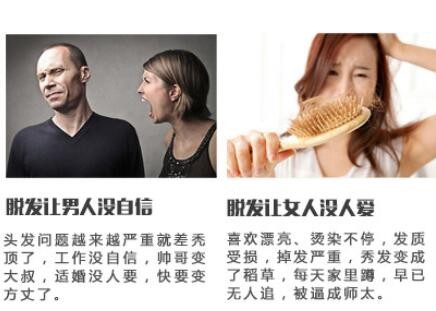 脱发让男人没自信
头发问题越来越严重就差秃
顶了，工作没自信，帅哥变
大叔，适婚没人要，快要变
方丈了。
脱发让女人没人爱
喜欢漂亮、烫染不停，发质
受损，掉发严重，秀发变成
了稻草，每天家里蹲，早已
无人追，被逼成师太。